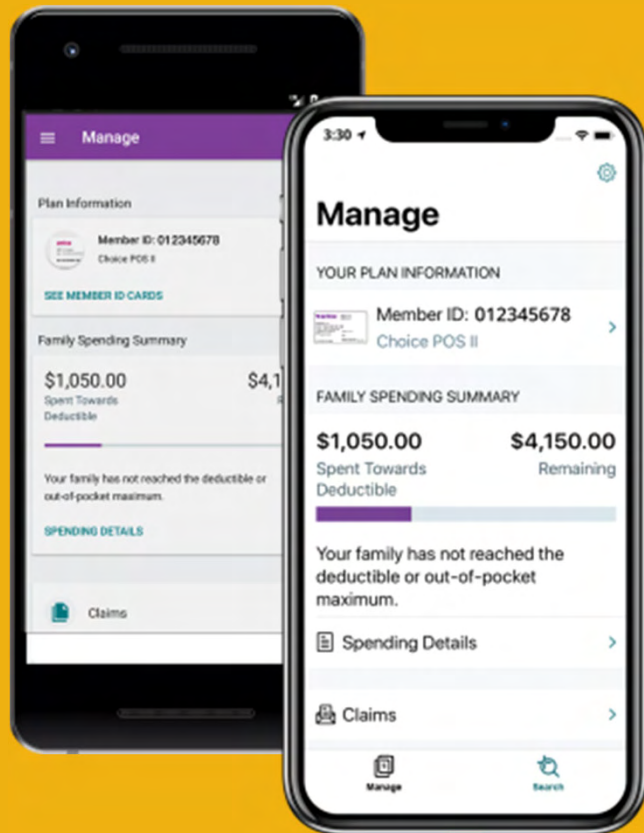 Manage
Plan Information
Member ID: 012345678
Choice POS II
SEE MEMBER ID CARDS
Family Spending Summary
$1,050.00 $4,1
Spent Towards
Deductible
Your family has not reached the deductible or
out-of-pocket maximum.
SPENDING DETAILS
Claims
3:30
Manage
YOUR PLAN INFORMATION
Member ID: 012345678
Choice POS II
FAMILY SPENDING SUMMARY
$1,050.00 $4,150.00
Spent Towards Remaining
Deductible
Your family has not reached the
deductible or out-of-pocket
maximum.
Spending Details
Claims
Manage Search